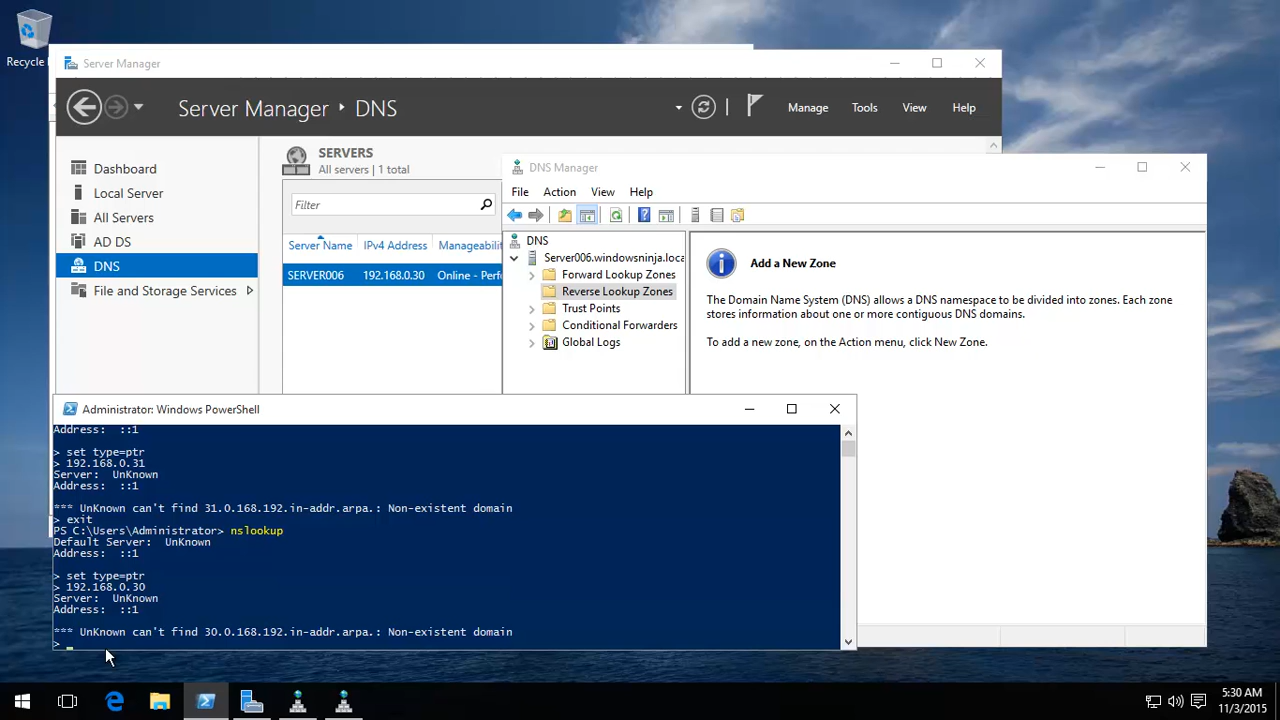 Recycle
Server Manager
Server Manager ‣ DNS
Manage Tools View Help
Dashboard
Local Server
All Servers
AD DS
DNS
File and Storage Services
SERVERS
All servers | 1 total
Filter
Server Name IPv4 Address Manageabili
SERVER006 192.168.0.30 Online - Perf
DNS Manager
File Action View Help
DNS
Server006.windowsninja.loca
Forward Lookup Zones
Reverse Lookup Zones
Trust Points
Conditional Forwarders
Global Logs
Add a New Zone
The Domain Name System (DNS) allows a DNS namespace to be divided into zones. Each zone
stores information about one or more contiguous DNS domains.
To add a new zone, on the Action menu, click New Zone.
Administrator: Windows PowerShell
Address: ::1
> set type=ptr
> 192.168.0.31
Server: UnKnown
Address: ::1
*** UnKnown can't find 31.0.168.192.in-addr.arpa.: Non-existent domain
> exit
PS C:\Users\Administrator> nslookup
Default Server: UnKnown
Address: ::1
> set type=ptr
> 192.168.0.30
Server: UnKnown
Address: ::1
*** UnKnown can't find 30.0.168.192.in-addr.arpa.: Non-existent domain
>
5:30 AM
11/3/2015